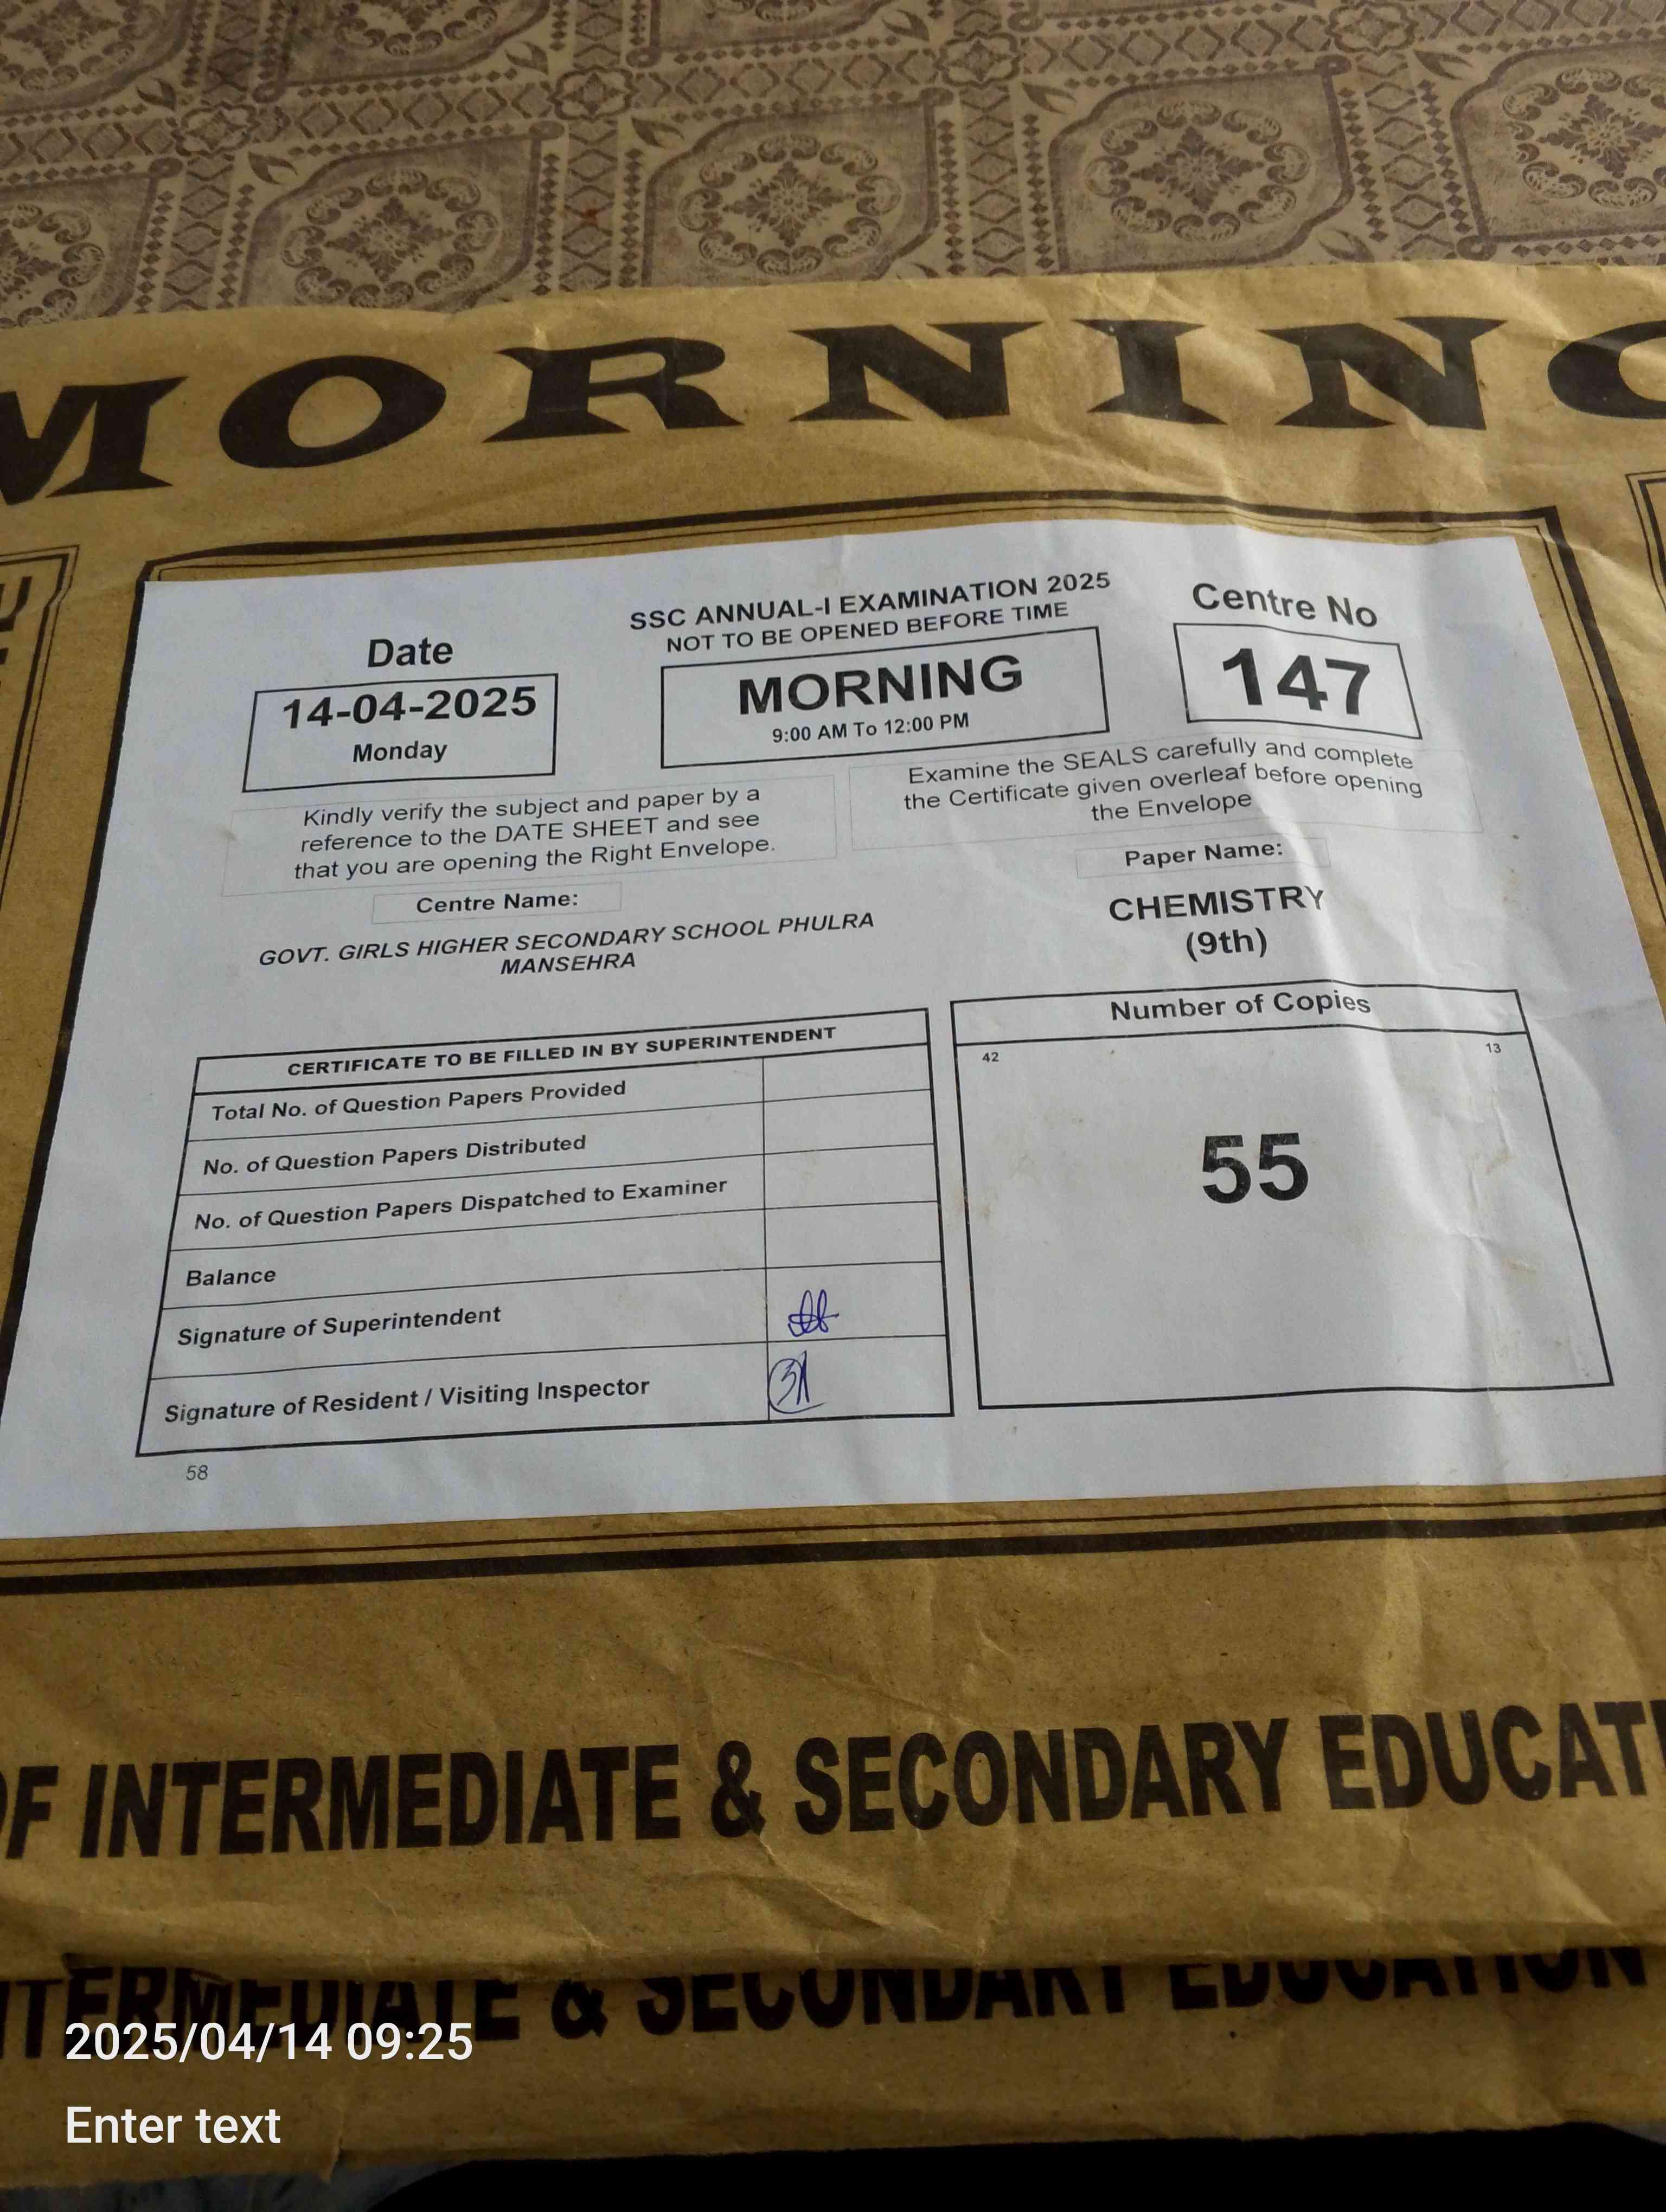 MORNING
SSC ANNUAL-I EXAMINATION 2025
NOT TO BE OPENED BEFORE TIME
Date
14-04-2025
Monday
MORNING
9:00 AM To 12:00 PM
Centre No
147
Kindly verify the subject and paper by a
reference to the DATE SHEET and see
that you are opening the Right Envelope.
Examine the SEALS carefully and complete
the Certificate given overleaf before opening
the Envelope
Centre Name:
GOVT. GIRLS HIGHER SECONDARY SCHOOL PHULRA
MANSEHRA
Paper Name:
CHEMISTRY
(9th)
CERTIFICATE TO BE FILLED IN BY SUPERINTENDENT
Total No. of Question Papers Provided
No. of Question Papers Distributed
No. of Question Papers Dispatched to Examiner
Balance
Signature of Superintendent
Signature of Resident / Visiting Inspector
58
Number of Copies
42 13
55
OF INTERMEDIATE & SECONDARY EDUCATI
TERMEDIATE & SECONDARY EDUCATION
2025/04/14 09:25
Enter text